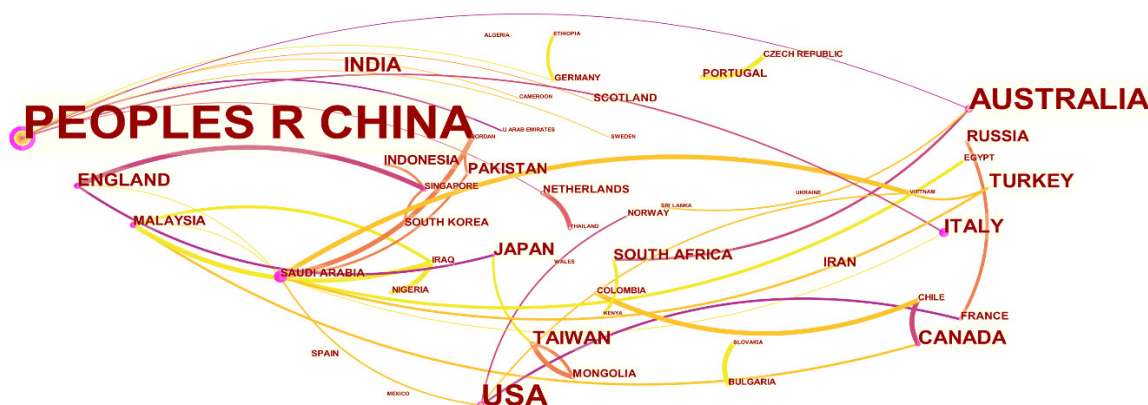 ALGERIA
ETHIOPIA
CZECH REPUBLIC
INDIA
GERMANY
PORTUGAL
CAMEROON
SCOTLAND
AUSTRALIA
PEOPLES R CHINA
U ARAB EMIRATES
JORDAN
SWEDEN
RUSSIA
INDONESIA
PAKISTAN
EGYPT
ENGLAND
SINGAPORE
NETHERLANDS
UKRAINE
VIETNAM
TURKEY
SRI LANKA
MALAYSIA
SOUTH KOREA
NORWAY
THAILAND
ITALY
JAPAN
SOUTH AFRICA
IRAQ
WALES
IRAN
SAUDI ARABIA
NIGERIA
COLOMBIA
CHILE
KENYA
FRANCE
TAIWAN
SLOVAKIA
CANADA
SPAIN
MONGOLIA
BULGARIA
MEXICO
USA